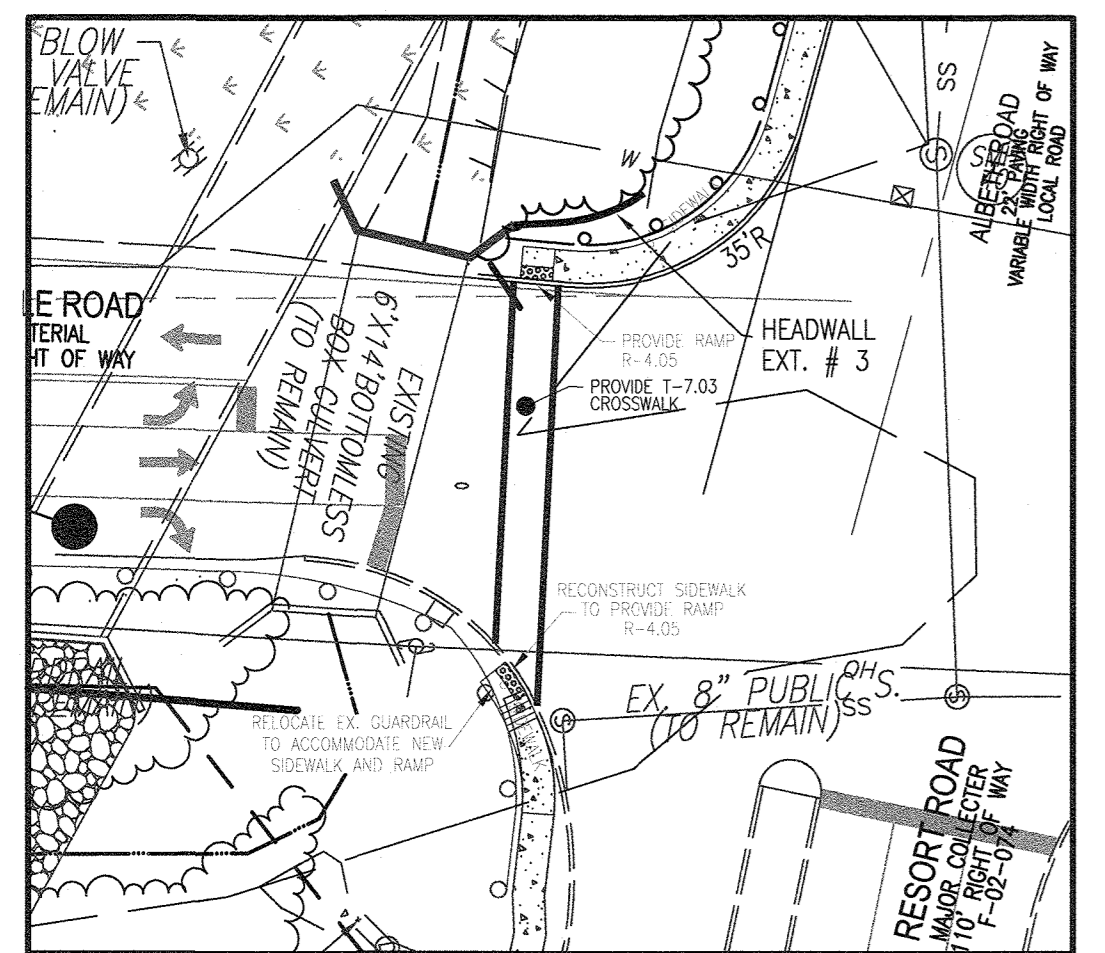 BLOW
VALVE
EMAIN)
W
SS
S
S
ALBETH ROAD
22' PAVING
VARIABLE WIDTH RIGHT OF WAY
LOCAL ROAD
SIDEWALK
35'R
LE ROAD
TERIAL
HT OF WAY
6'X14' BOTTOMLESS
BOX CULVERT
(TO REMAIN)
EXISTING
PROVIDE RAMP
R-4.05
HEADWALL
EXT. # 3
PROVIDE T-7.03
CROSSWALK
RECONSTRUCT SIDEWALK
TO PROVIDE RAMP
R-4.05
RELOCATE EX. GUARDRAIL
TO ACCOMMODATE NEW
SIDEWALK AND RAMP
EX. 8" PUBLIC S.
(TO REMAIN)
OH
SS
S
S
RESORT ROAD
MAJOR COLLECTER
110' RIGHT OF WAY
F-02-074